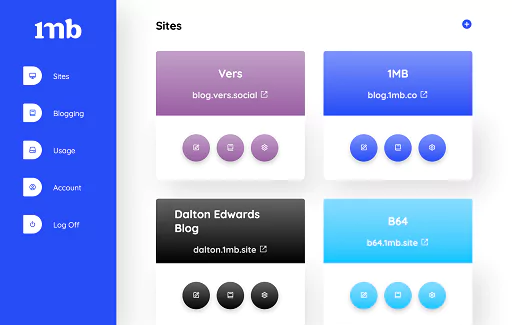 1mb
Sites
Blogging
Usage
Account
Log Off
Sites
Vers
blog.vers.social
1MB
blog.1mb.co
Dalton Edwards
Blog
dalton.1mb.site
B64
b64.1mb.site